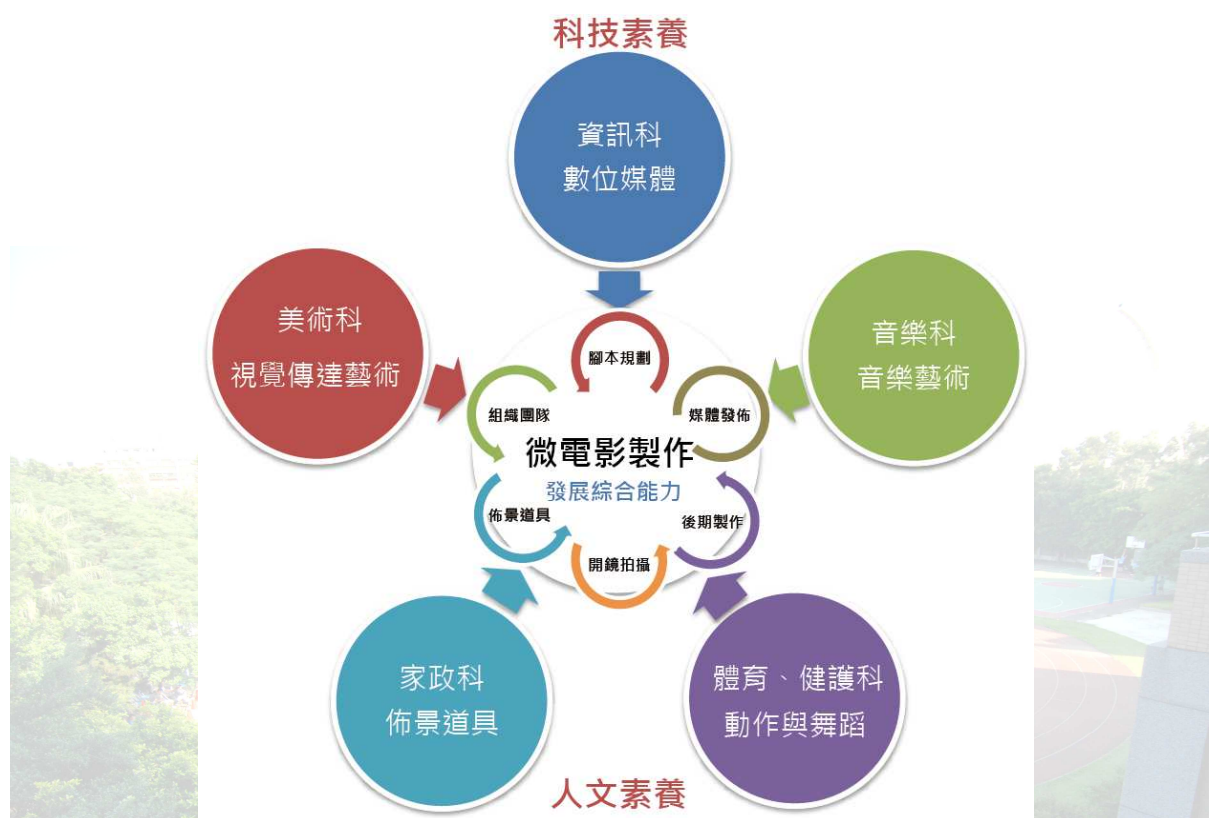 科技素養
資訊科
數位媒體
美術科
視覺傳達藝術
音樂科
音樂藝術
腳本規劃
組織團隊
媒體發佈
微電影製作
發展綜合能力
佈景道具
後期製作
開鏡拍攝
家政科
佈景道具
體育、健護科
動作與舞蹈
人文素養